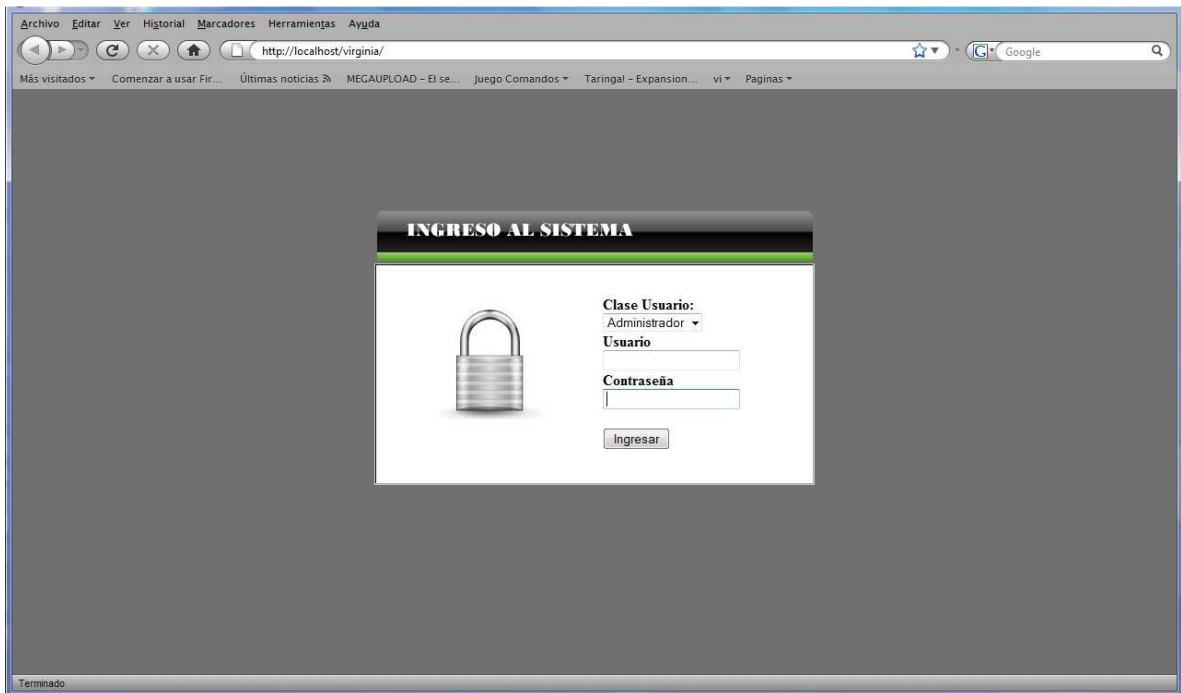 Archivo Editar Ver Historial Marcadores Herramientas Ayuda
http://localhost/virginia/
G Google
Más visitados Comenzar a usar Fir... Últimas noticias MEGAUPLOAD - El se... Juego Comandos Taringa! - Expansion... vi Paginas
INGRESO AL SISTEMA
Clase Usuario:
Administrador
Usuario
Contraseña
Ingresar
Terminado